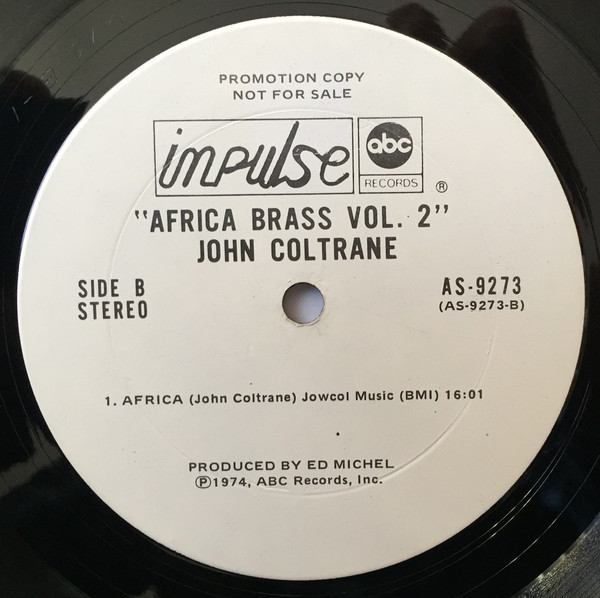 PROMOTION COPY
NOT FOR SALE
impulse
abc
RECORDS
®
"AFRICA BRASS VOL. 2"
JOHN COLTRANE
SIDE B
STEREO
AS-9273
(AS-9273-B)
1. AFRICA (John Coltrane) Jowcol Music (BMI) 16:01
PRODUCED BY ED MICHEL
℗1974, ABC Records, Inc.